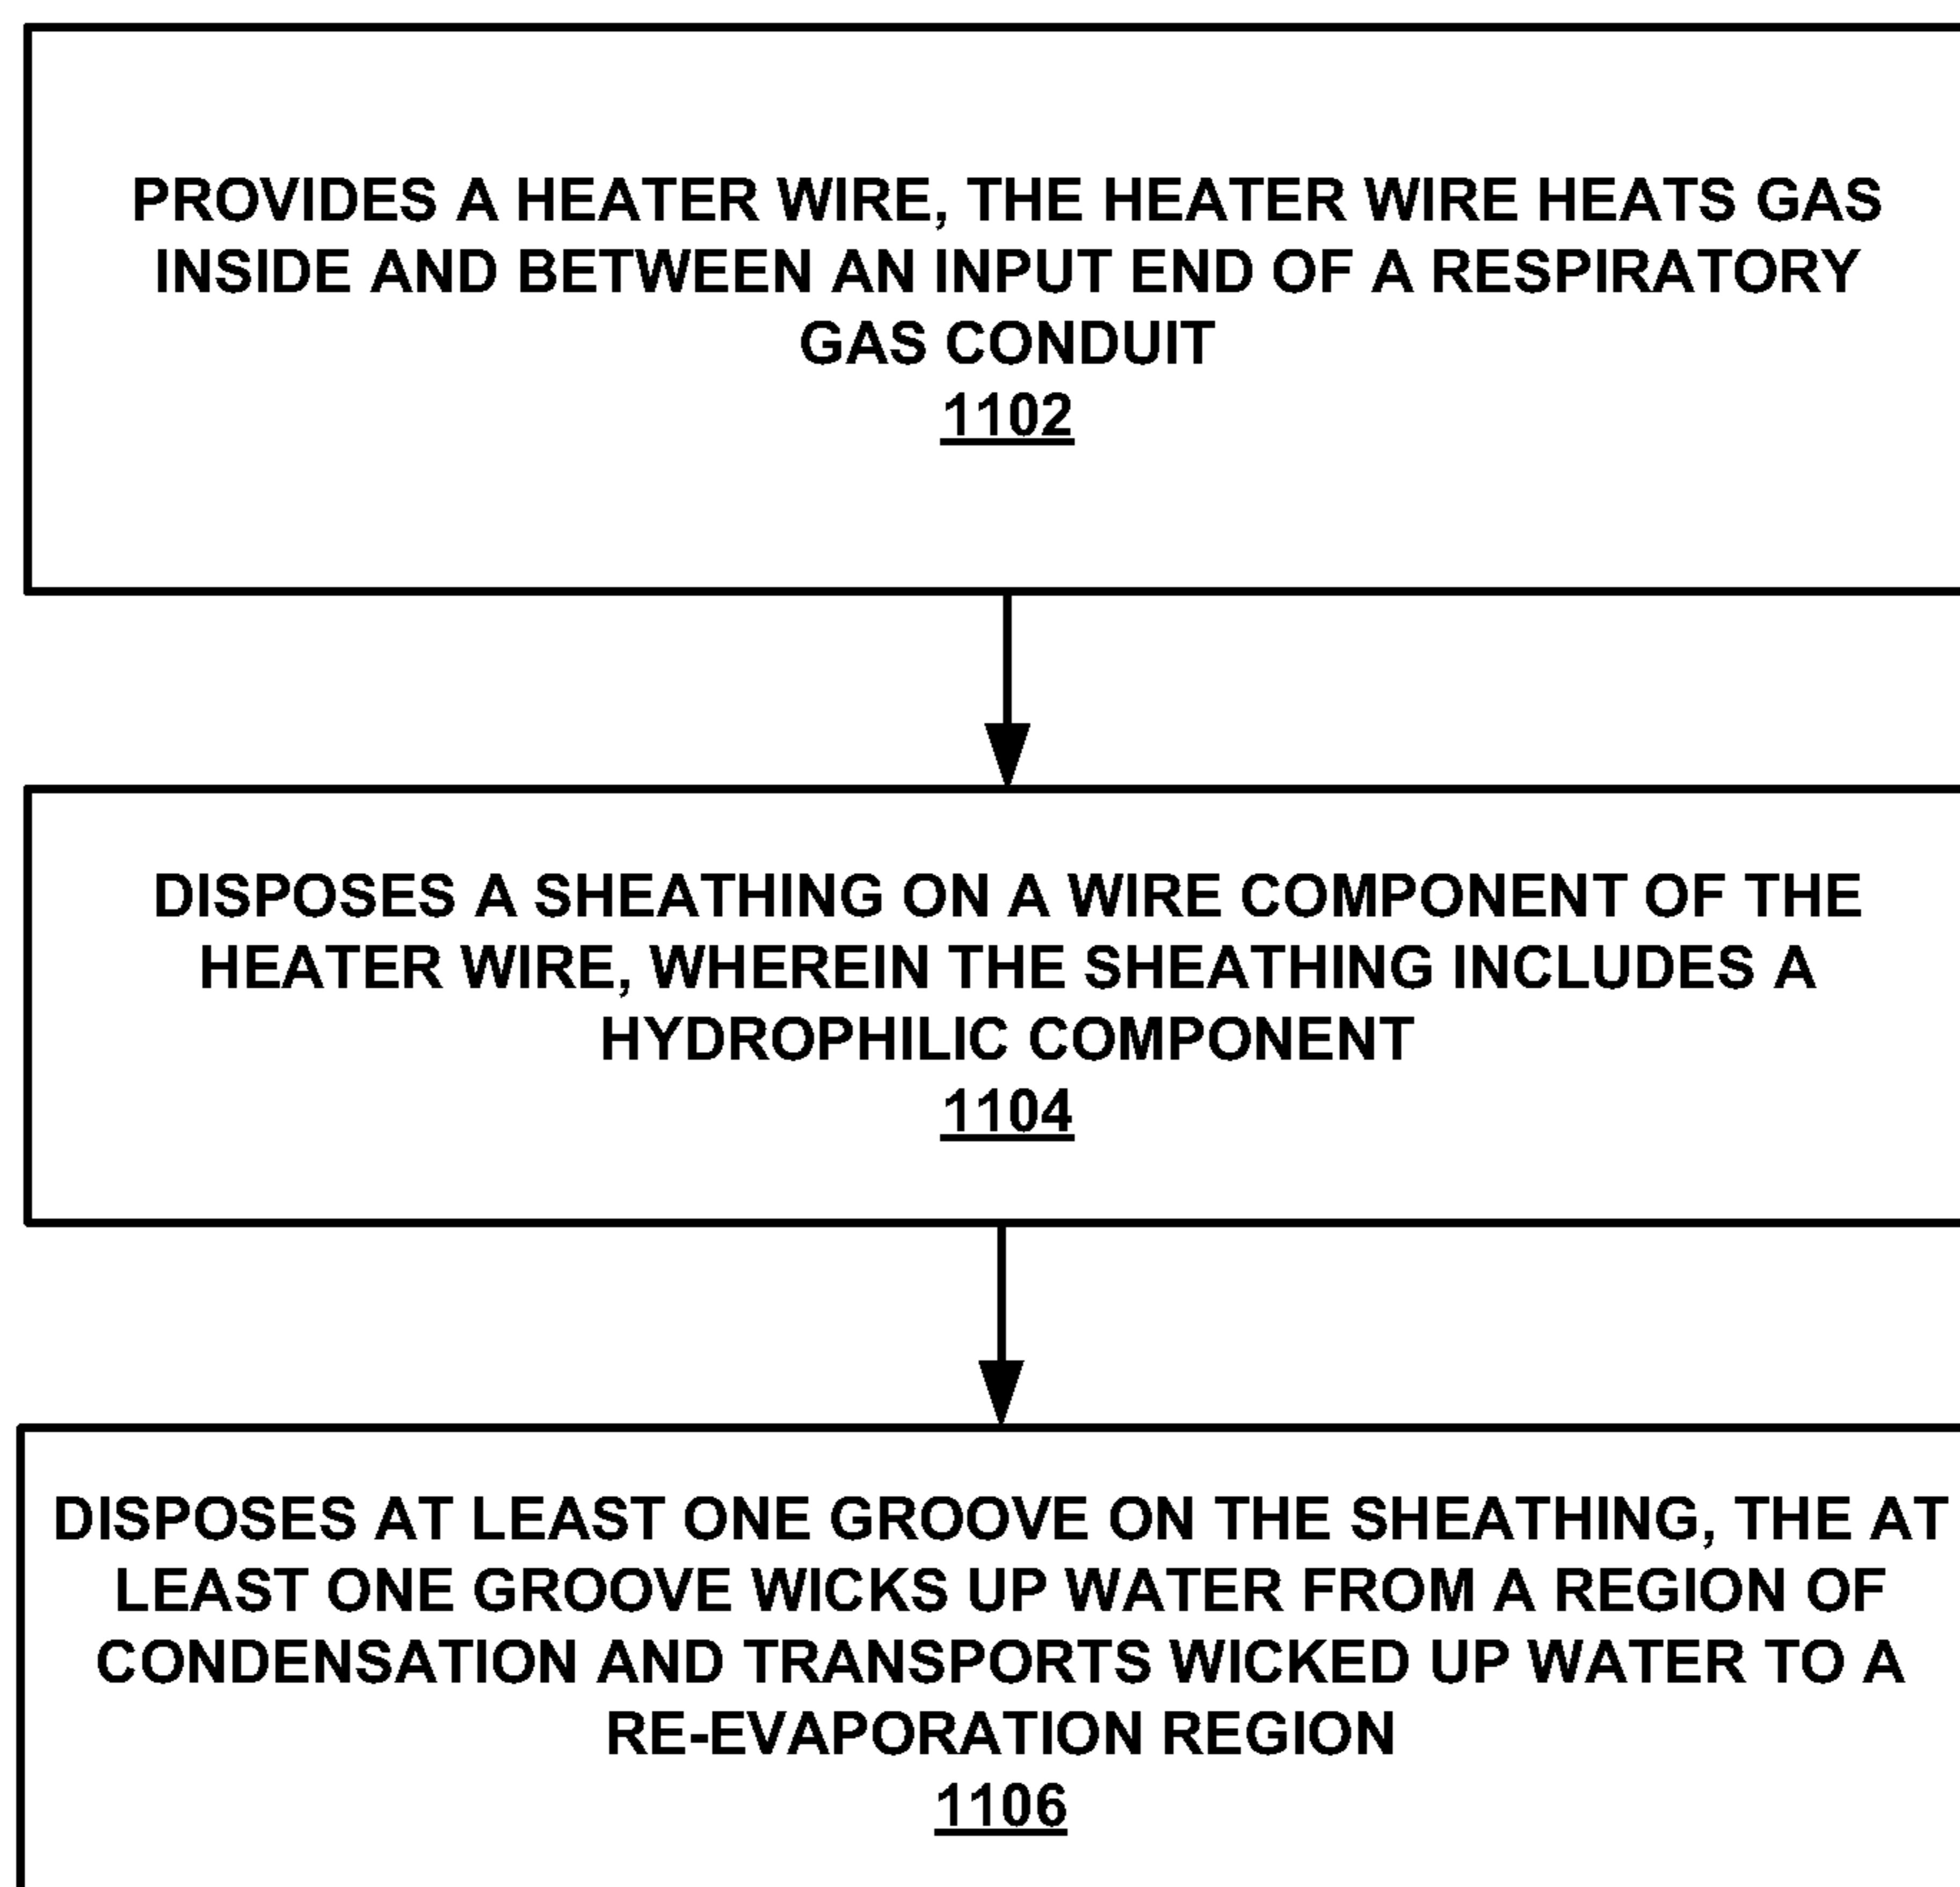 PROVIDES A HEATER WIRE, THE HEATER WIRE HEATS GAS
INSIDE AND BETWEEN AN INPUT END OF A RESPIRATORY
GAS CONDUIT
1102
DISPOSES A SHEATHING ON A WIRE COMPONENT OF THE
HEATER WIRE, WHEREIN THE SHEATHING INCLUDES A
HYDROPHILIC COMPONENT
1104
DISPOSES AT LEAST ONE GROOVE ON THE SHEATHING, THE AT
LEAST ONE GROOVE WICKS UP WATER FROM A REGION OF
CONDENSATION AND TRANSPORTS WICKED UP WATER TO A
RE-EVAPORATION REGION
1106